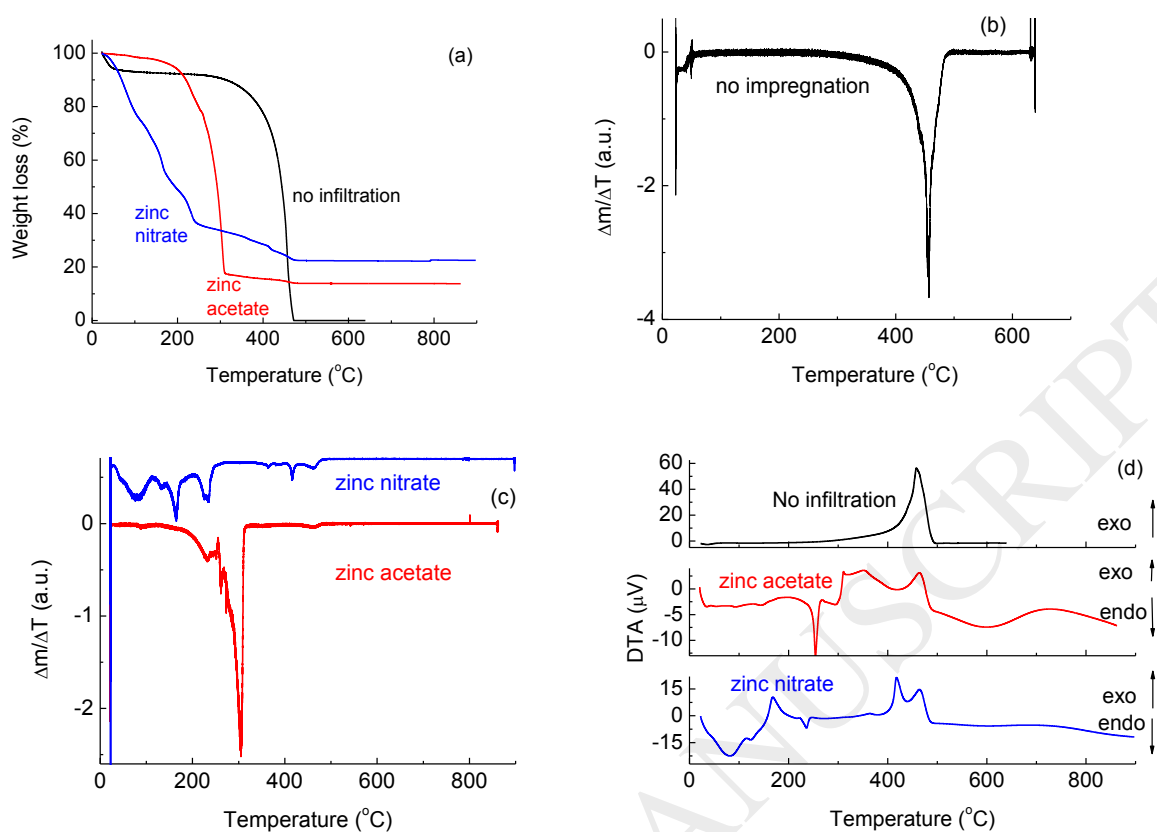 (a)
100
80
60
40
20
0
Weight loss (%)
no infiltration
zinc
nitrate
zinc
acetate
0 200 400 600 800
Temperature (°C)
(b)
0
-2
-4
Δm/ΔT (a.u.)
no impregnation
0 200 400 600
Temperature (°C)
(c)
0
-1
-2
Δm/ΔT (a.u.)
zinc nitrate
zinc acetate
0 200 400 600 800
Temperature (°C)
(d)
60
40
20
0
No infiltration
exo
0
-5
-10
zinc acetate
exo
endo
DTA (μV)
15
0
-15
zinc nitrate
exo
endo
0 200 400 600 800
Temperature (°C)
ANUSCRIPT